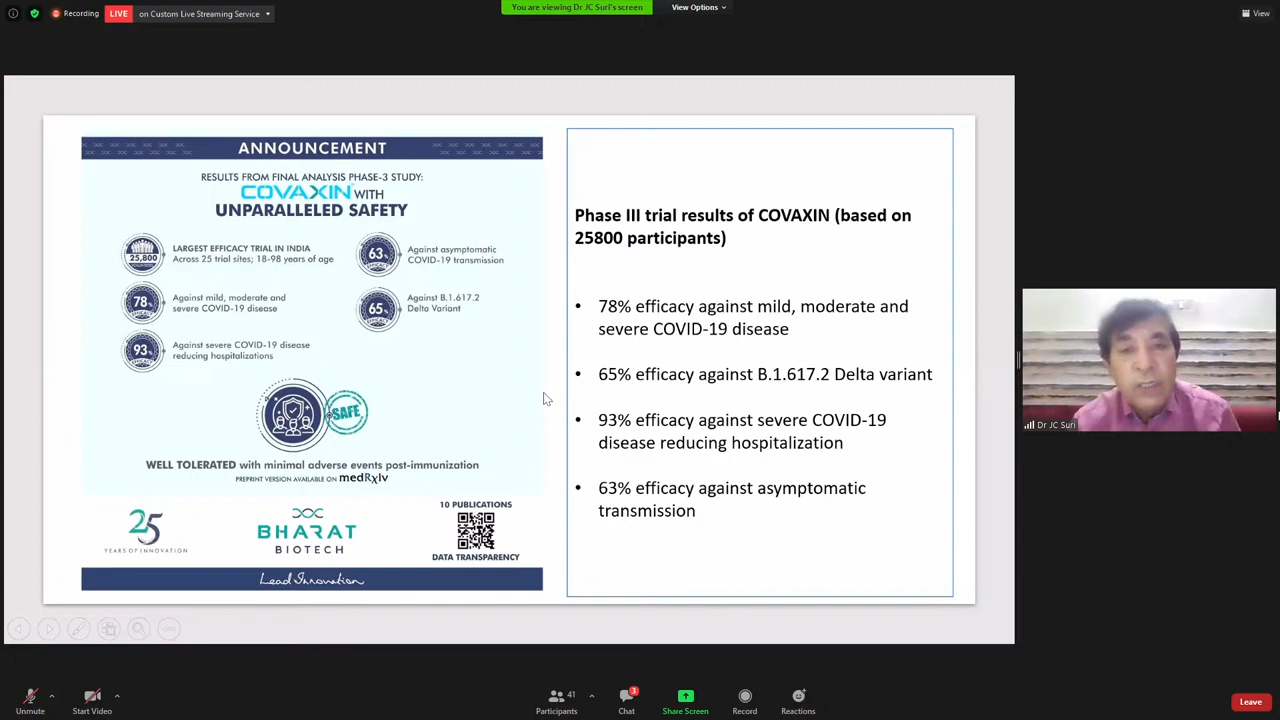 Recording
LIVE
on Custom Live Streaming Service
You are viewing Dr JC Suri's screen
View Options
View
ANNOUNCEMENT
RESULTS FROM FINAL ANALYSIS PHASE-3 STUDY:
COVAXIN WITH
UNPARALLELED SAFETY
25,800
LARGEST EFFICACY TRIAL IN INDIA
Across 25 trial sites; 18-98 years of age
63%
EFFICACY
Against asymptomatic
COVID-19 transmission
78%
EFFICACY
Against mild, moderate and
severe COVID-19 disease
65%
EFFICACY
Against B.1.617.2
Delta Variant
93%
EFFICACY
Against severe COVID-19 disease
reducing hospitalizations
SAFE
WELL TOLERATED with minimal adverse events post-immunization
PREPRINT VERSION AVAILABLE ON medRxiv
25
YEARS OF INNOVATION
BHARAT
BIOTECH
10 PUBLICATIONS
DATA TRANSPARENCY
Lead Innovation
Phase III trial results of COVAXIN (based on
25800 participants)
• 78% efficacy against mild, moderate and
severe COVID-19 disease
• 65% efficacy against B.1.617.2 Delta variant
• 93% efficacy against severe COVID-19
disease reducing hospitalization
• 63% efficacy against asymptomatic
transmission
Dr JC Suri
Unmute
Start Video
41
Participants
3
Chat
Share Screen
Record
Reactions
Leave